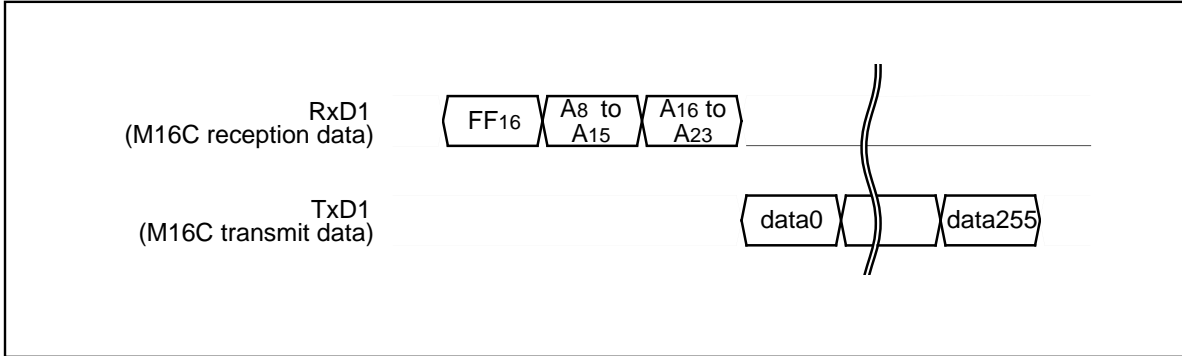 RxD1
(M16C reception data)
FF16
A8 to
A15
A16 to
A23
TxD1
(M16C transmit data)
data0
data255